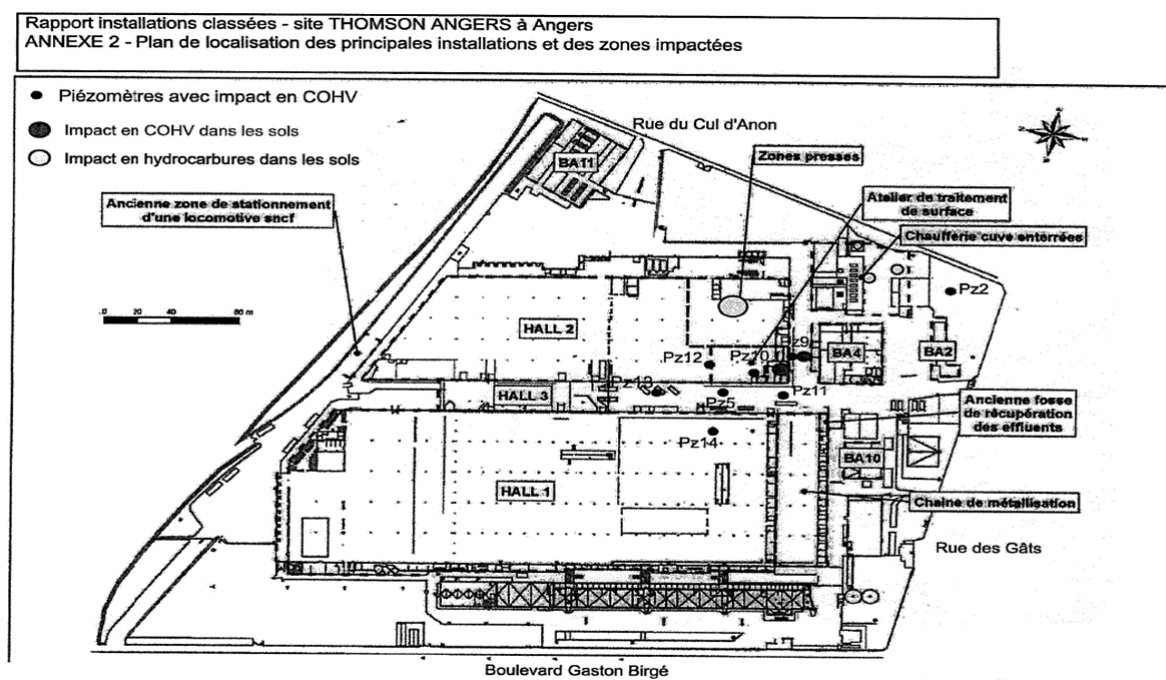 Rapport installations classées - site THOMSON ANGERS à Angers
ANNEXE 2 - Plan de localisation des principales installations et des zones impactées
Piézomètres avec impact en COHV
Impact en COHV dans les sols
Impact en hydrocarbures dans les sols
Rue du Cul d'Anon
BA11
Zones presses
Ancienne zone de stationnement
d'une locomotive sncf
Atelier de traitement
de surface
Chaufferie cuve enterrées
Pz2
0 20 40 80 m
HALL 2
Pz9
BA4
BA2
Pz12
Pz10
Pz13
HALL 3
Pz5
Pz11
Ancienne fosse
de récupération
des effluents
Pz14
BA10
HALL 1
Chaine de métallisation
Rue des Gâts
Boulevard Gaston Birgé